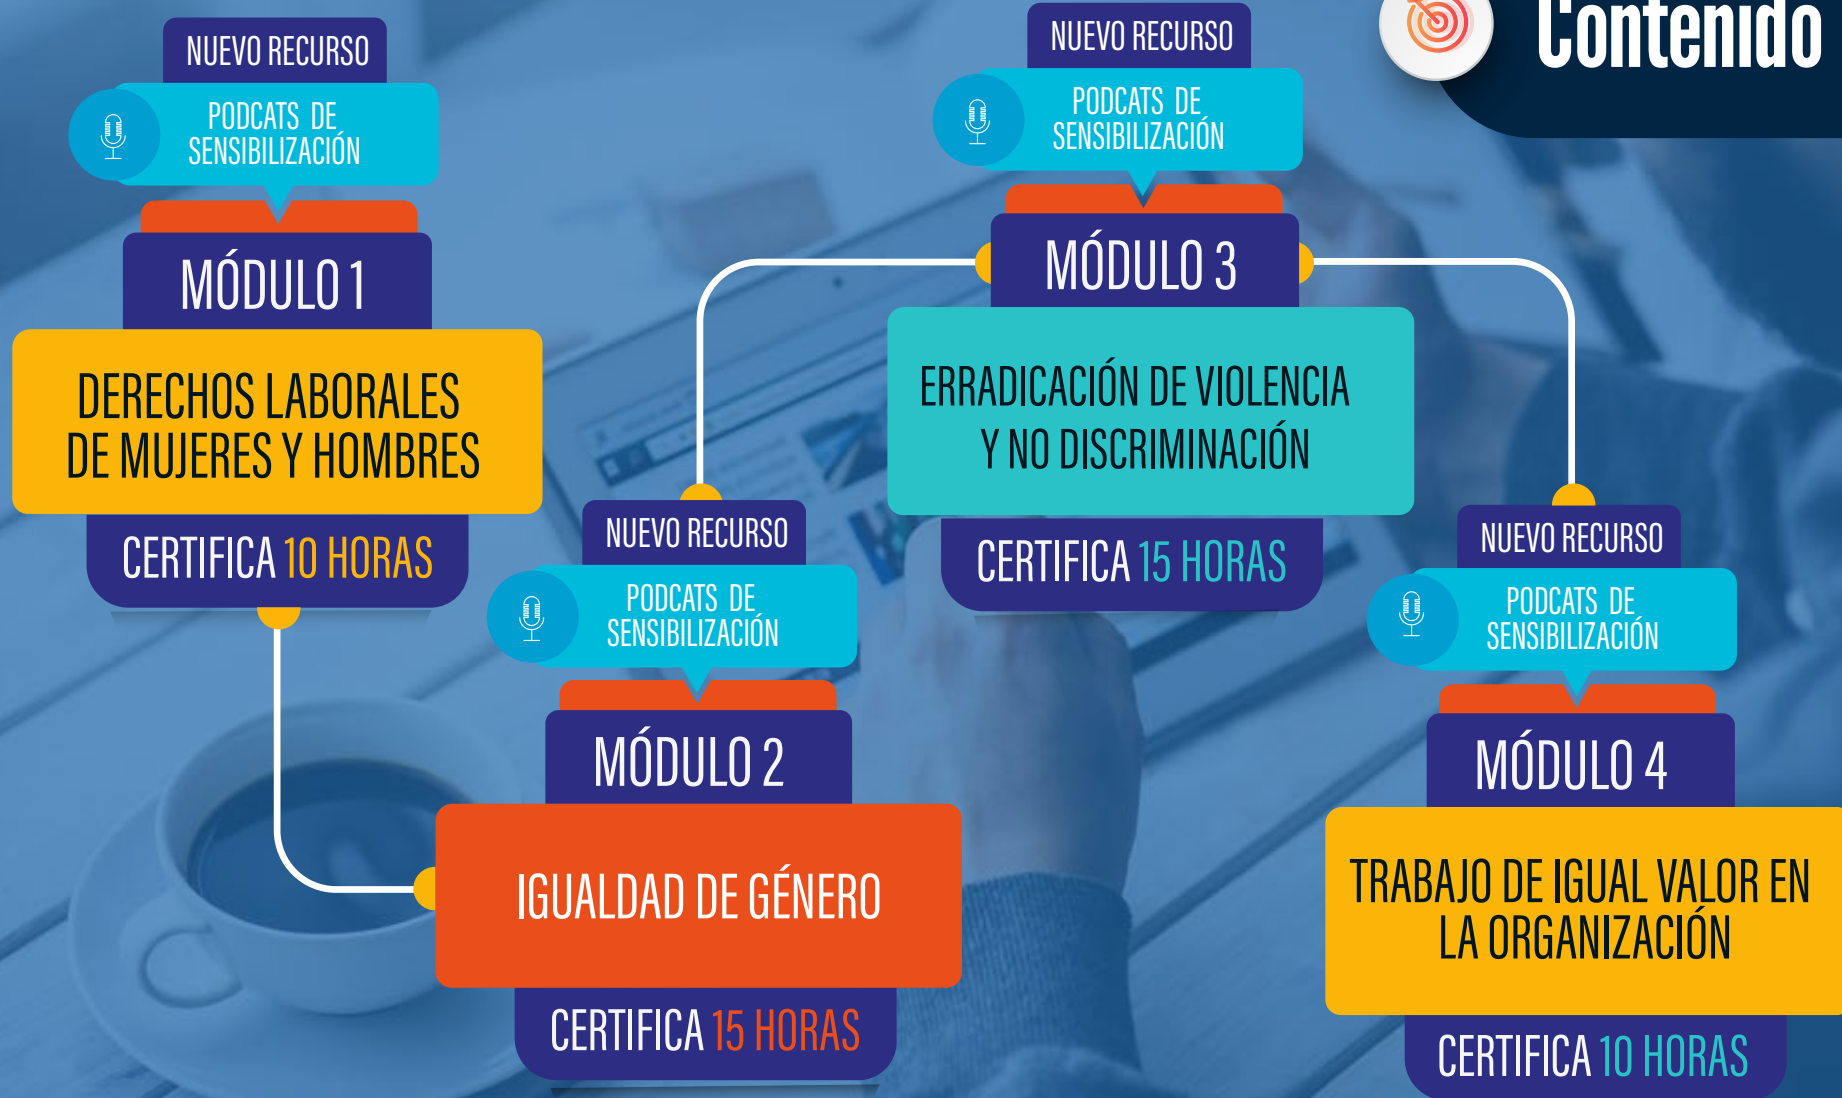 Contenido
NUEVO RECURSO
PODCATS DE
SENSIBILIZACIÓN
MÓDULO 1
DERECHOS LABORALES
DE MUJERES Y HOMBRES
CERTIFICA 10 HORAS
NUEVO RECURSO
PODCATS DE
SENSIBILIZACIÓN
MÓDULO 2
IGUALDAD DE GÉNERO
CERTIFICA 15 HORAS
NUEVO RECURSO
PODCATS DE
SENSIBILIZACIÓN
MÓDULO 3
ERRADICACIÓN DE VIOLENCIA
Y NO DISCRIMINACIÓN
CERTIFICA 15 HORAS
NUEVO RECURSO
PODCATS DE
SENSIBILIZACIÓN
MÓDULO 4
TRABAJO DE IGUAL VALOR EN
LA ORGANIZACIÓN
CERTIFICA 10 HORAS